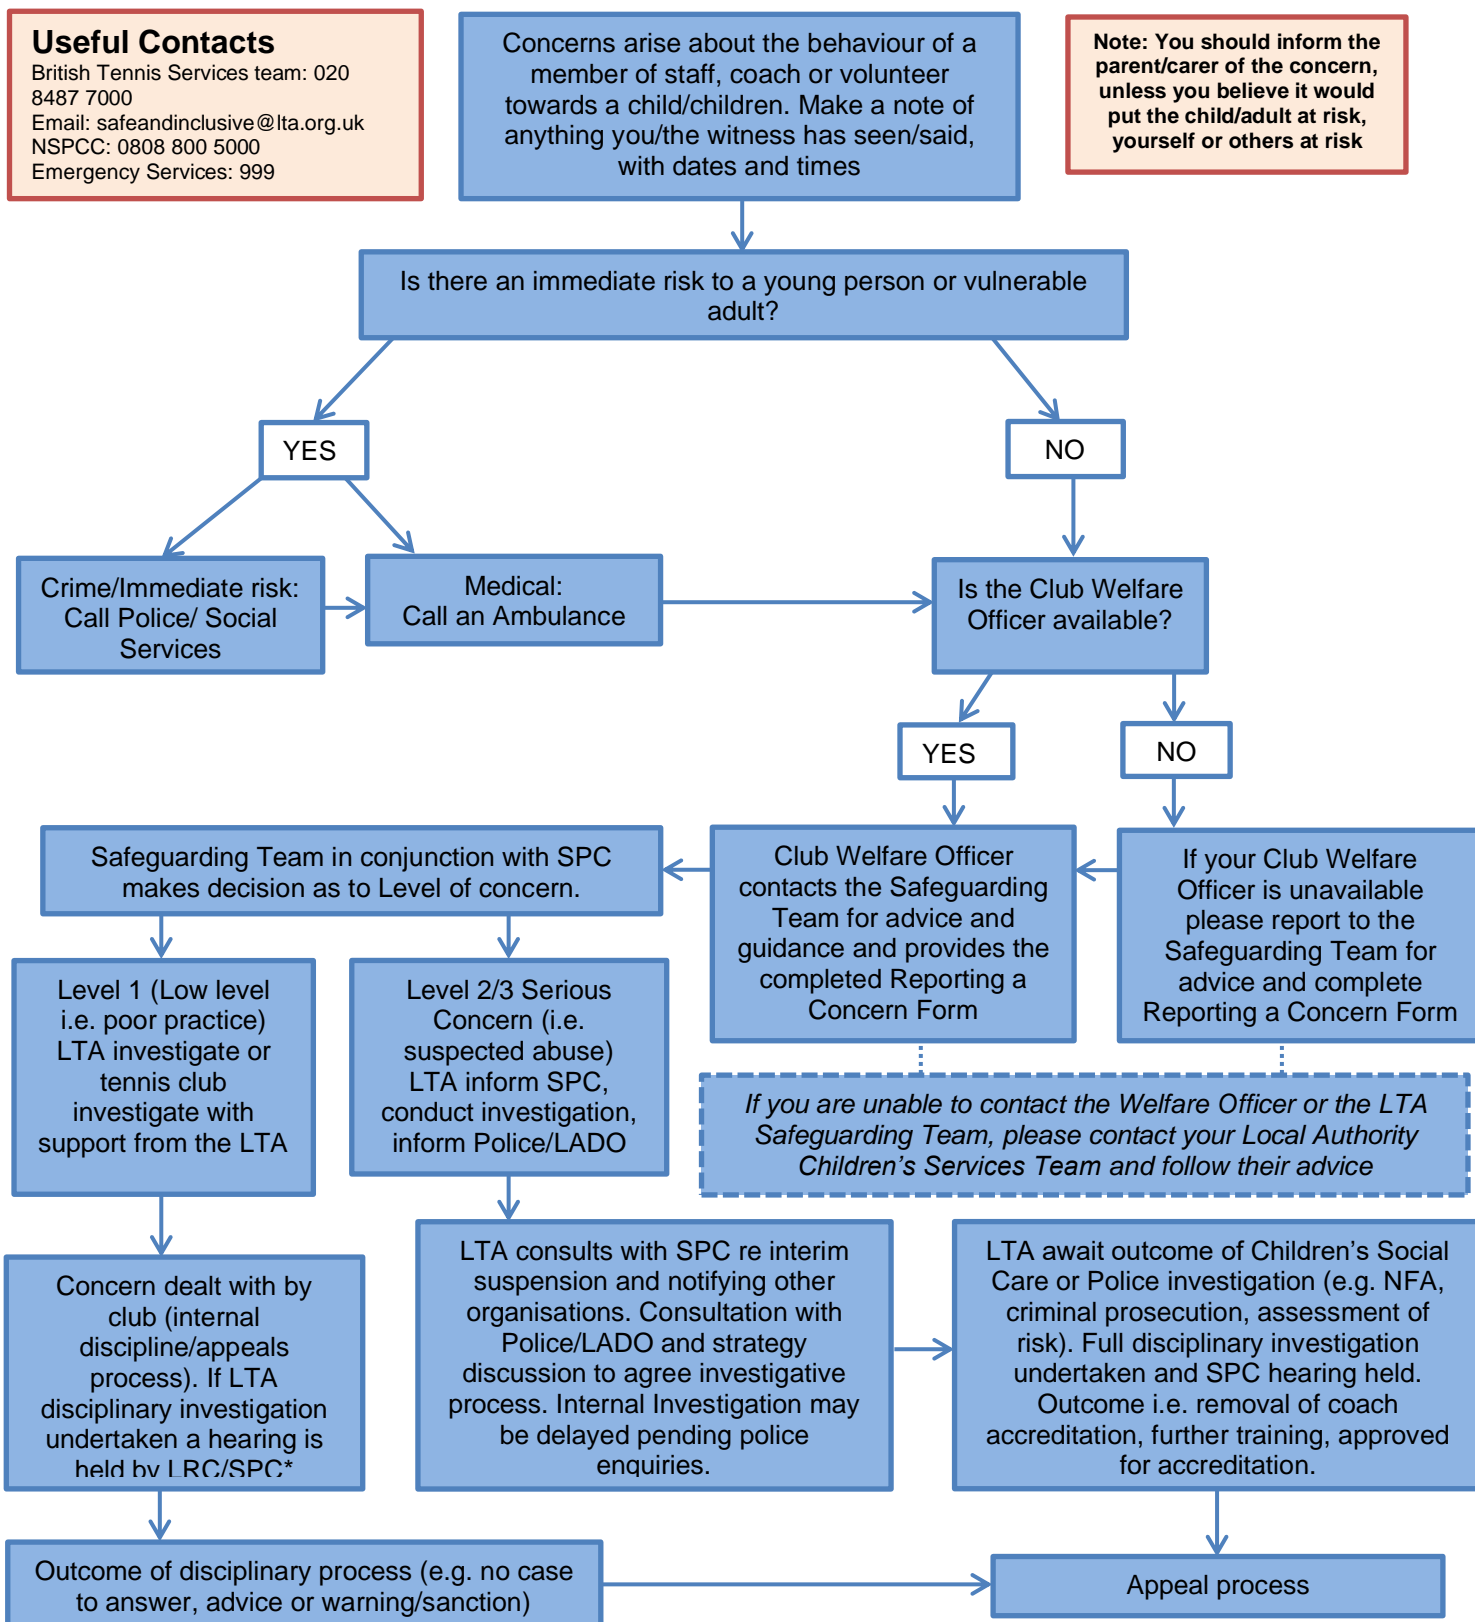 Useful Contacts
British Tennis Services team: 020
8487 7000
Email: safeandinclusive@lta.org.uk
NSPCC: 0808 800 5000
Emergency Services: 999
Concerns arise about the behaviour of a
member of staff, coach or volunteer
towards a child/children. Make a note of
anything you/the witness has seen/said,
with dates and times
Note: You should inform the
parent/carer of the concern,
unless you believe it would
put the child/adult at risk,
yourself or others at risk
Is there an immediate risk to a young person or vulnerable
adult?
YES
NO
Crime/Immediate risk:
Call Police/ Social
Services
Medical:
Call an Ambulance
Is the Club Welfare
Officer available?
YES
NO
Safeguarding Team in conjunction with SPC
makes decision as to Level of concern.
Club Welfare Officer
contacts the Safeguarding
Team for advice and
guidance and provides the
completed Reporting a
Concern Form
If your Club Welfare
Officer is unavailable
please report to the
Safeguarding Team for
advice and complete
Reporting a Concern Form
Level 1 (Low level
i.e. poor practice)
LTA investigate or
tennis club
investigate with
support from the LTA
Level 2/3 Serious
Concern (i.e.
suspected abuse)
LTA inform SPC,
conduct investigation,
inform Police/LADO
If you are unable to contact the Welfare Officer or the LTA
Safeguarding Team, please contact your Local Authority
Children’s Services Team and follow their advice
Concern dealt with by
club (internal
discipline/appeals
process). If LTA
disciplinary investigation
undertaken a hearing is
held by LRC/SPC*
LTA consults with SPC re interim
suspension and notifying other
organisations. Consultation with
Police/LADO and strategy
discussion to agree investigative
process. Internal Investigation may
be delayed pending police
enquiries.
LTA await outcome of Children’s Social
Care or Police investigation (e.g. NFA,
criminal prosecution, assessment of
risk). Full disciplinary investigation
undertaken and SPC hearing held.
Outcome i.e. removal of coach
accreditation, further training, approved
for accreditation.
Outcome of disciplinary process (e.g. no case
to answer, advice or warning/sanction)
Appeal process